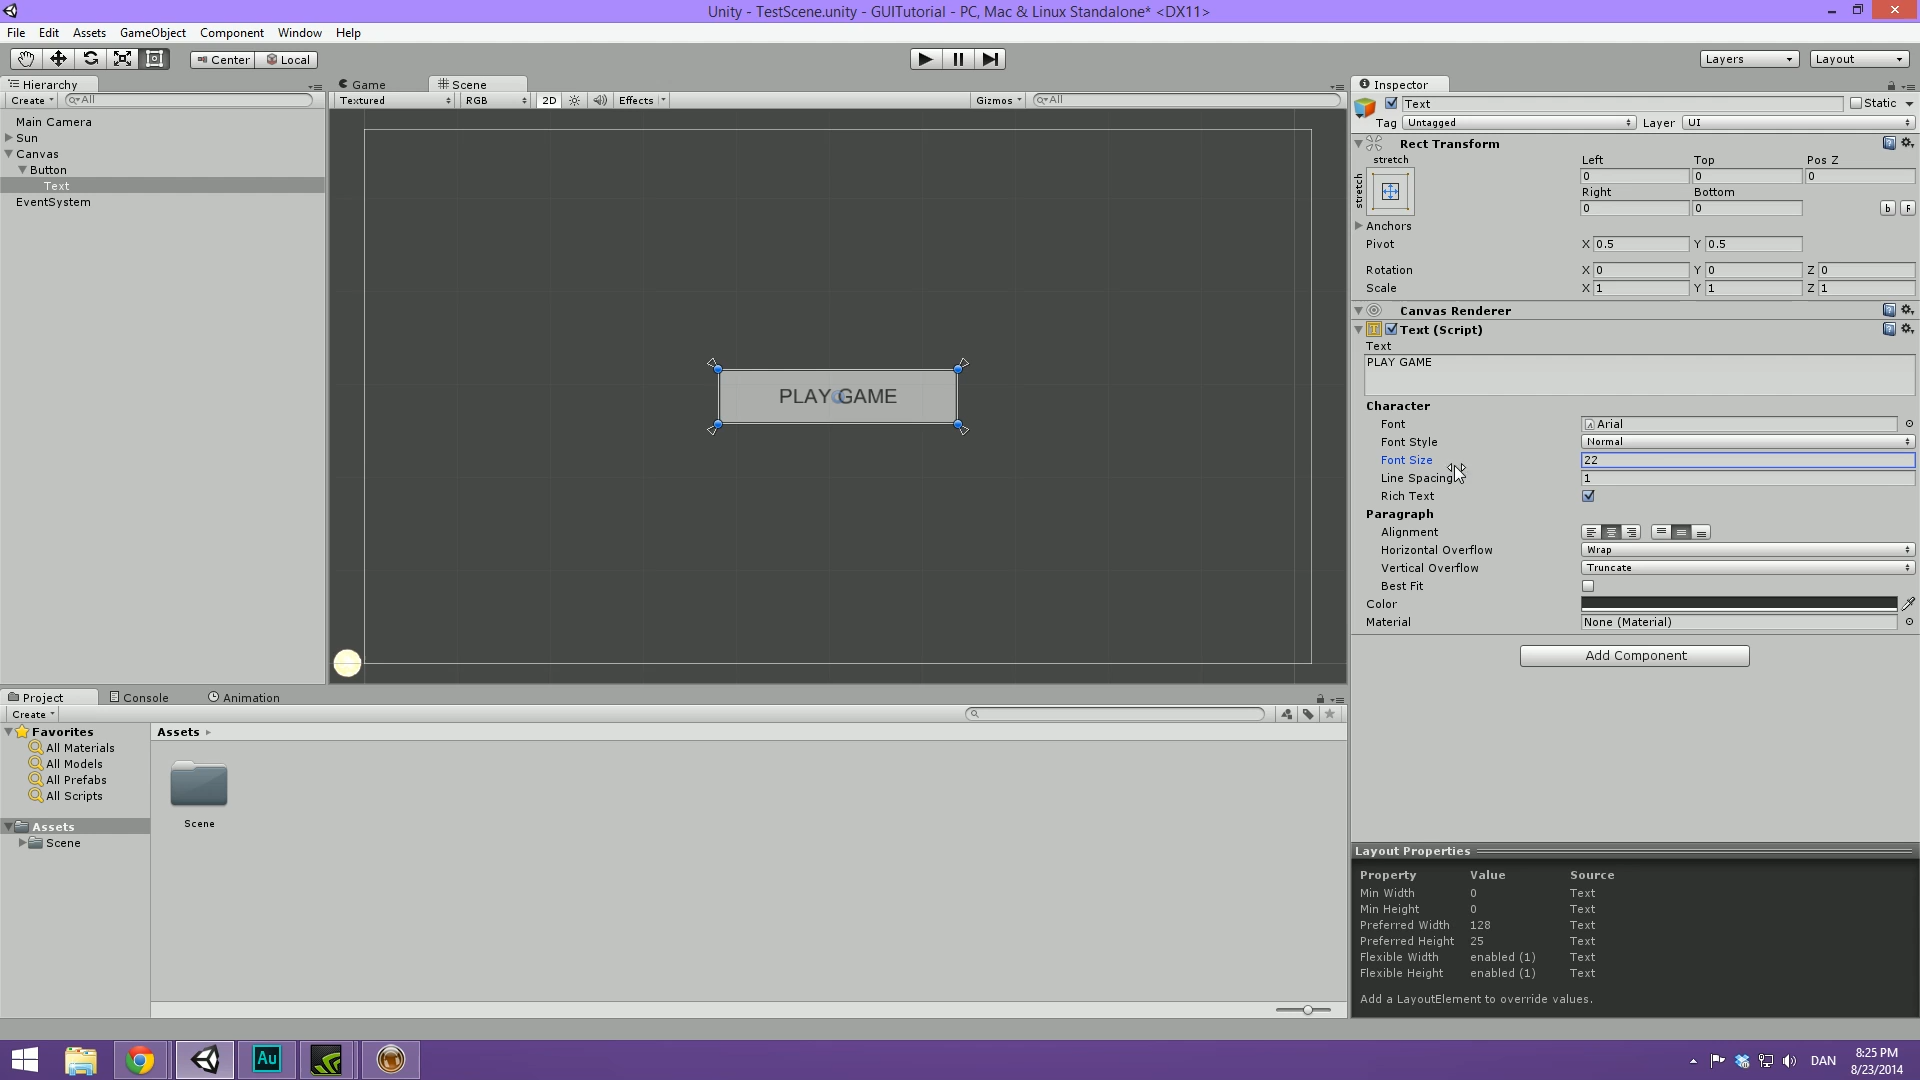 Unity - TestScene.unity - GUITutorial - PC, Mac & Linux Standalone* <DX11>
File Edit Assets GameObject Component Window Help
Center Local Layers Layout
Hierarchy
Create All
Main Camera
Sun
Canvas
Button
Text
EventSystem
Game Scene
Textured RGB 2D Effects Gizmos All
PLAY GAME
Inspector
Text Static
Tag Untagged Layer UI
Rect Transform
stretch Left Top Pos Z
stretch
0 0 0
Right Bottom
0 0
Anchors
Pivot X 0.5 Y 0.5
Rotation X 0 Y 0 Z 0
Scale X 1 Y 1 Z 1
Canvas Renderer
Text (Script)
Text
PLAY GAME
Character
Font Arial
Font Style Normal
Font Size 22
Line Spacing 1
Rich Text
Paragraph
Alignment
Horizontal Overflow Wrap
Vertical Overflow Truncate
Best Fit
Color
Material None (Material)
Add Component
Layout Properties
Property Value Source
Min Width 0 Text
Min Height 0 Text
Preferred Width 128 Text
Preferred Height 25 Text
Flexible Width enabled (1) Text
Flexible Height enabled (1) Text
Add a LayoutElement to override values.
Project Console Animation
Create
Favorites
All Materials
All Models
All Prefabs
All Scripts
Assets
Scene
Assets
Scene
Au
DAN
8:25 PM
8/23/2014